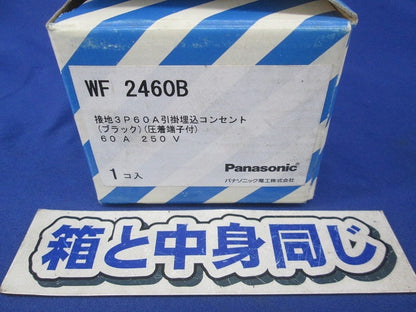 WF 2460B
接地3P60A引掛埋込コンセント
(ブラック)(圧着端子付)
60A 250V
Panasonic
パナソニック電工株式会社
1コ入
箱と中身同じ